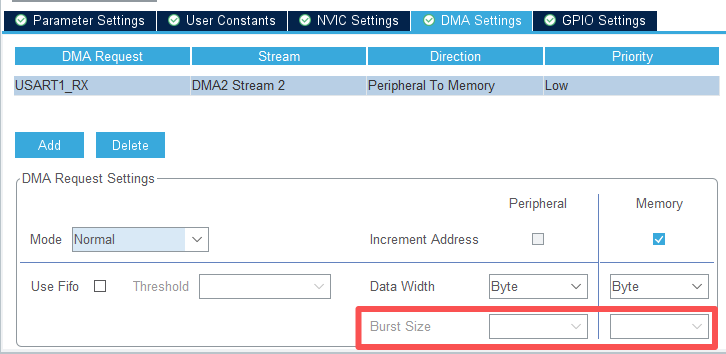 Parameter Settings User Constants NVIC Settings DMA Settings GPIO Settings
DMA Request Stream Direction Priority
USART1_RX DMA2 Stream 2 Peripheral To Memory Low
Add Delete
DMA Request Settings
Peripheral Memory
Mode Normal Increment Address
Use Fifo Threshold Data Width Byte Byte
Burst Size